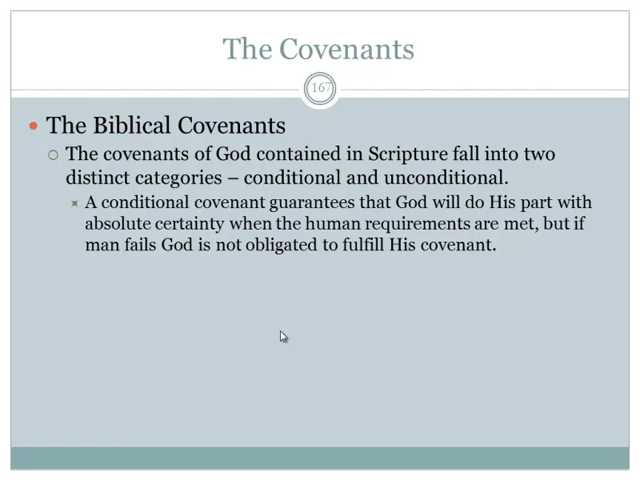 The Covenants
167
The Biblical Covenants
The covenants of God contained in Scripture fall into two
distinct categories – conditional and unconditional.
A conditional covenant guarantees that God will do His part with
absolute certainty when the human requirements are met, but if
man fails God is not obligated to fulfill His covenant.